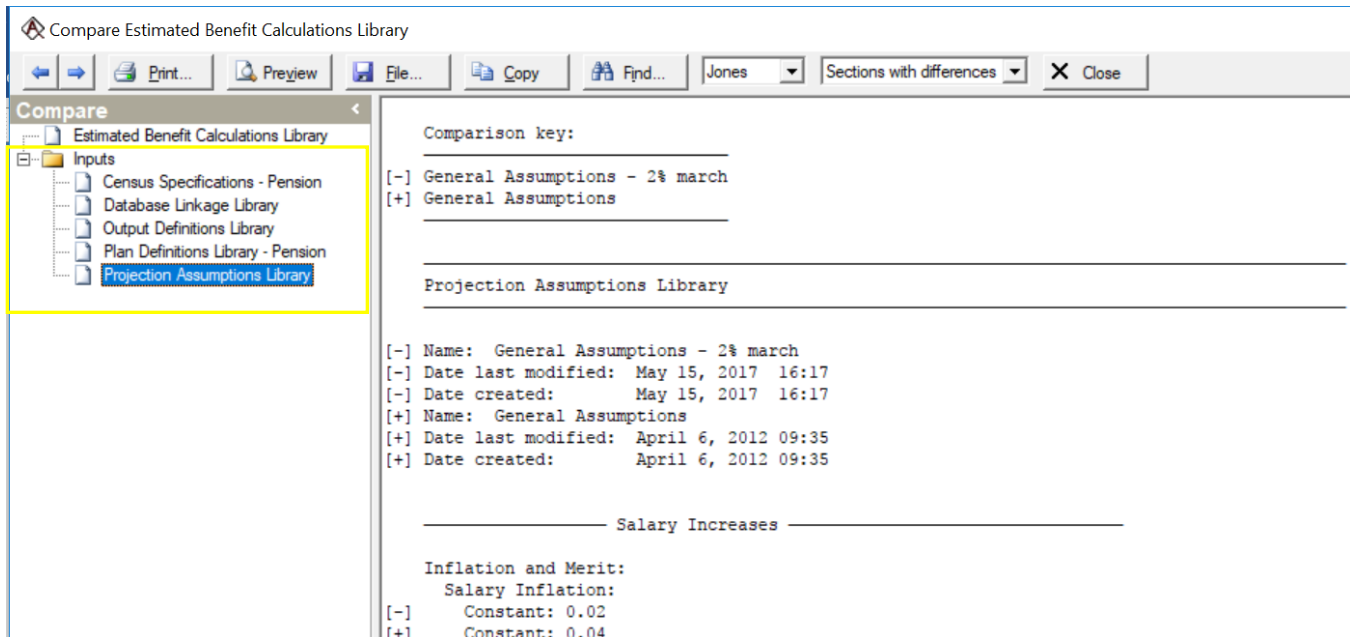 Compare Estimated Benefit Calculations Library
Print... Preview File... Copy Find... Jones Sections with differences Close
Compare
Estimated Benefit Calculations Library
Inputs
Census Specifications - Pension
Database Linkage Library
Output Definitions Library
Plan Definitions Library - Pension
Projection Assumptions Library
Comparison key:
[-] General Assumptions - 2% march
[+] General Assumptions
Projection Assumptions Library
[-] Name:  General Assumptions - 2% march
[-] Date last modified:  May 15, 2017  16:17
[-] Date created:        May 15, 2017  16:17
[+] Name:  General Assumptions
[+] Date last modified:  April 6, 2012 09:35
[+] Date created:        April 6, 2012 09:35
Salary Increases
Inflation and Merit:
Salary Inflation:
[-]     Constant: 0.02
[+]     Constant: 0.04